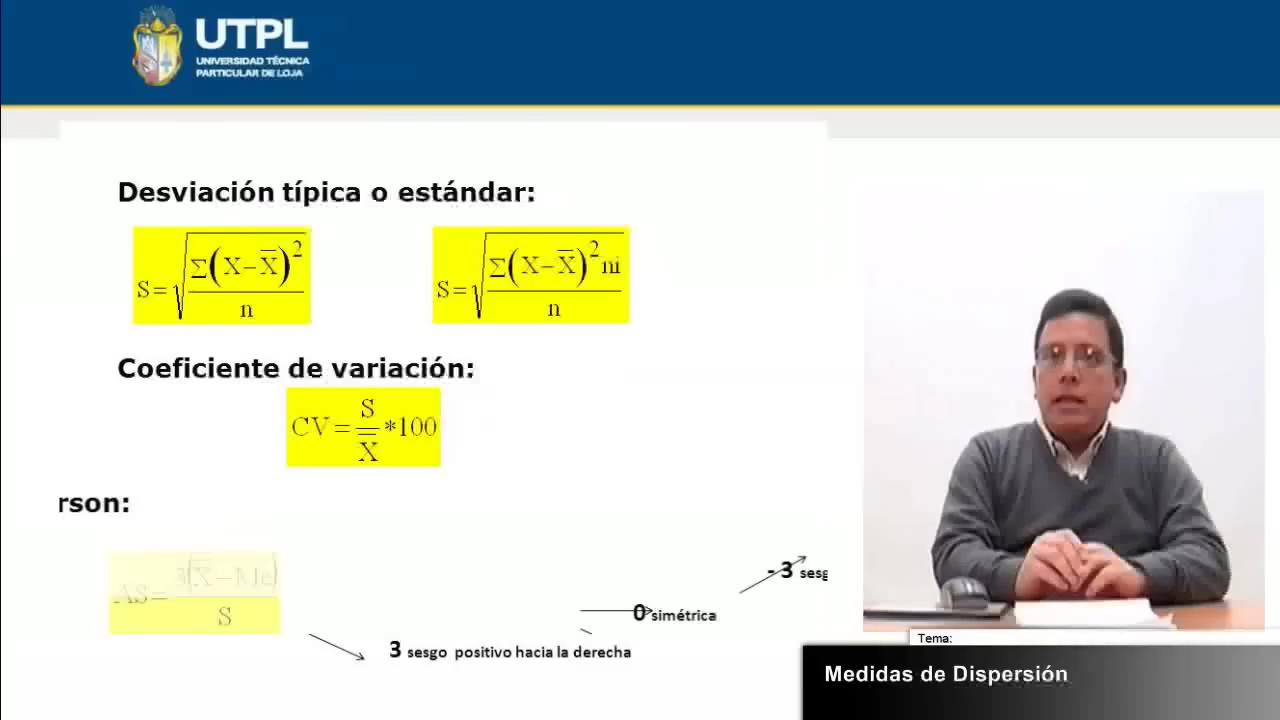 UTPL
UNIVERSIDAD TÉCNICA
PARTICULAR DE LOJA
Desviación típica o estándar:
S=√(Σ(X−X̅)²/n)
S=√(Σ(X−X̅)²ni/n)
Coeficiente de variación:
CV=S/X̅*100
rson:
AS=3(X̅−Me)/S
- 3 sesg
0 simétrica
3 sesgo positivo hacia la derecha
Tema:
Medidas de Dispersión